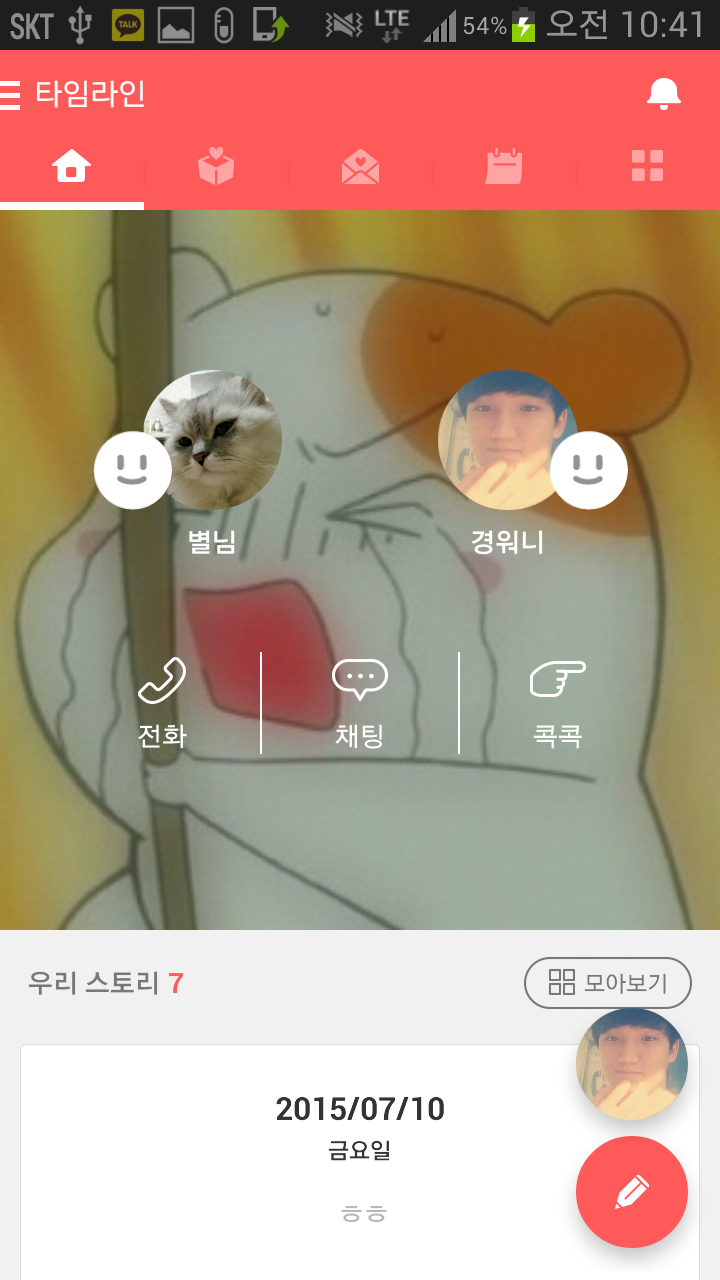 SKT TALK LTE 54% 오전 10:41
타임라인
별님 경워니
전화 채팅 콕콕
우리 스토리 7 모아보기
2015/07/10
금요일
ㅎㅎ